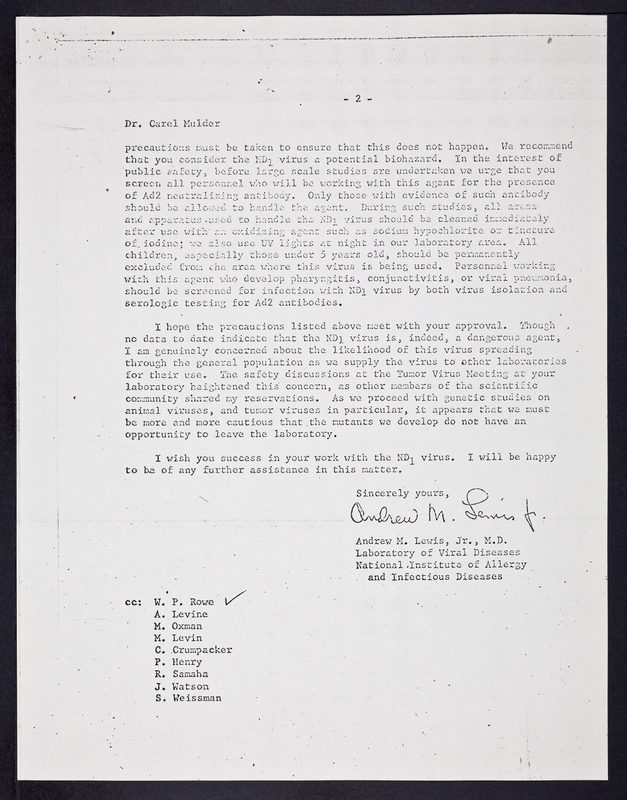 - 2 -
Dr. Carel Mulder
precautions must be taken to ensure that this does not happen. We recommend
that you consider the ND1 virus a potential biohazard. In the interest of
public safety, before large scale studies are undertaken we urge that you
screen all personnel who will be working with this agent for the presence
of Ad2 neutralizing antibody. Only those with evidence of such antibody
should be allowed to handle the agent. During such studies, all areas
and apparatus used to handle the ND1 virus should be cleaned immediately
after use with an oxidizing agent such as sodium hypochlorite or tincture
of iodine; we also use UV lights at night in our laboratory area. All
children, especially those under 5 years old, should be permanently
excluded from the area where this virus is being used. Personnel working
with this agent who develop pharyngitis, conjunctivitis, or viral pneumonia,
should be screened for infection with ND1 virus by both virus isolation and
serologic testing for Ad2 antibodies.
I hope the precautions listed above meet with your approval. Though
no data to date indicate that the ND1 virus is, indeed, a dangerous agent,
I am genuinely concerned about the likelihood of this virus spreading
through the general population as we supply the virus to other laboratories
for their use. The safety discussions at the Tumor Virus Meeting at your
laboratory heightened this concern, as other members of the scientific
community shared my reservations. As we proceed with genetic studies on
animal viruses, and tumor viruses in particular, it appears that we must
be more and more cautious that the mutants we develop do not have an
opportunity to leave the laboratory.
I wish you success in your work with the ND1 virus. I will be happy
to be of any further assistance in this matter.
Sincerely yours,
Andrew M. Lewis Jr.
Andrew M. Lewis, Jr., M.D.
Laboratory of Viral Diseases
National Institute of Allergy
and Infectious Diseases
cc: W. P. Rowe ✓
A. Levine
M. Oxman
M. Levin
C. Crumpacker
P. Henry
R. Samaha
J. Watson
S. Weissman